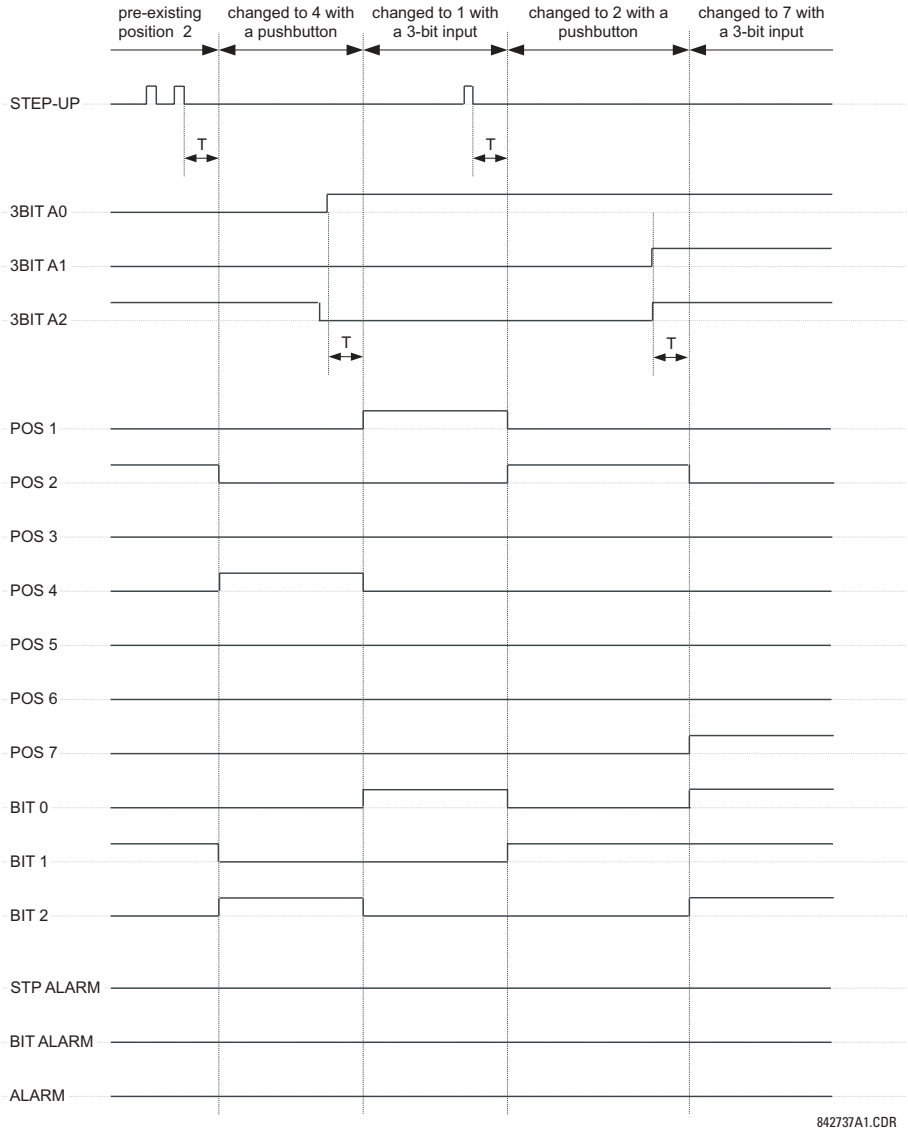 pre-existing
position 2
changed to 4 with
a pushbutton
changed to 1 with
a 3-bit input
changed to 2 with a
pushbutton
changed to 7 with
a 3-bit input
STEP-UP
T
T
3BIT A0
3BIT A1
3BIT A2
T
T
POS 1
POS 2
POS 3
POS 4
POS 5
POS 6
POS 7
BIT 0
BIT 1
BIT 2
STP ALARM
BIT ALARM
ALARM
842737A1.CDR